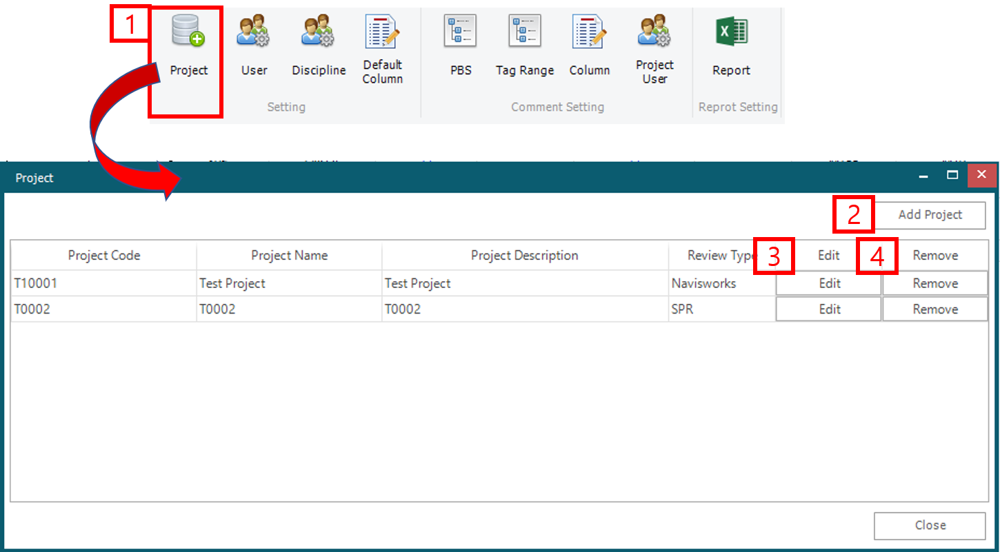 1
Project
User
Discipline
Default
Column
Setting
PBS
Tag Range
Column
Project
User
Comment Setting
Report
Reprot Setting
Project
2
Add Project
Project Code Project Name Project Description Review Type 3 Edit 4 Remove
T10001 Test Project Test Project Navisworks Edit Remove
T0002 T0002 T0002 SPR Edit Remove
Close